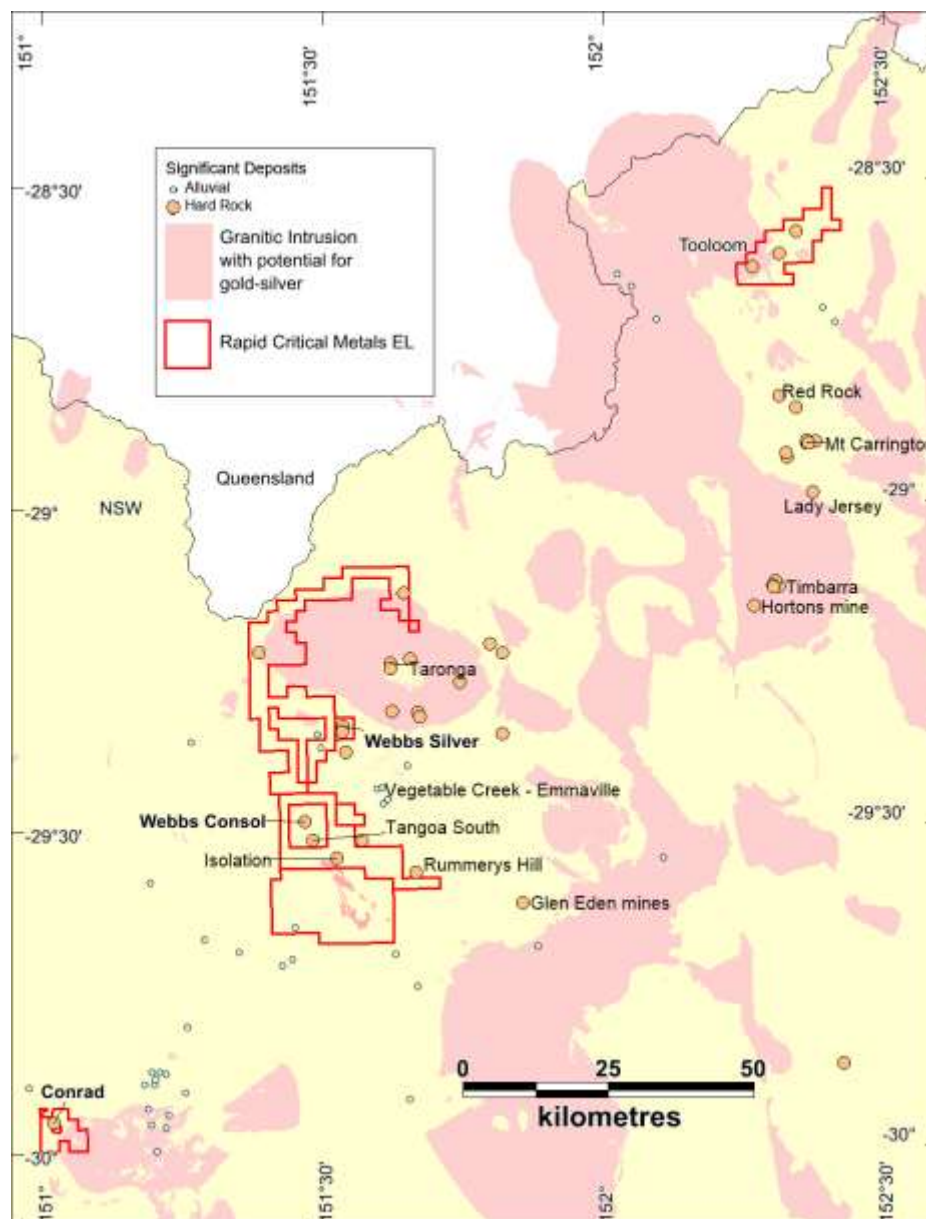 151°
151°30'
152°
152°30'
-28°30'
-28°30'
Significant Deposits
Alluvial
Hard Rock
Granitic Intrusion
with potential for
gold-silver
Rapid Critical Metals EL
Tooloom
Red Rock
Mt Carrington
Queensland
NSW
-29°
-29°
Lady Jersey
Timbarra
Hortons mine
Taronga
Webbs Silver
Vegetable Creek - Emmaville
Webbs Consol
Tangoa South
-29°30'
-29°30'
Isolation
Rummerys Hill
Glen Eden mines
0 25 50
kilometres
Conrad
-30°
-30°
151°
151°30'
152°
152°30'